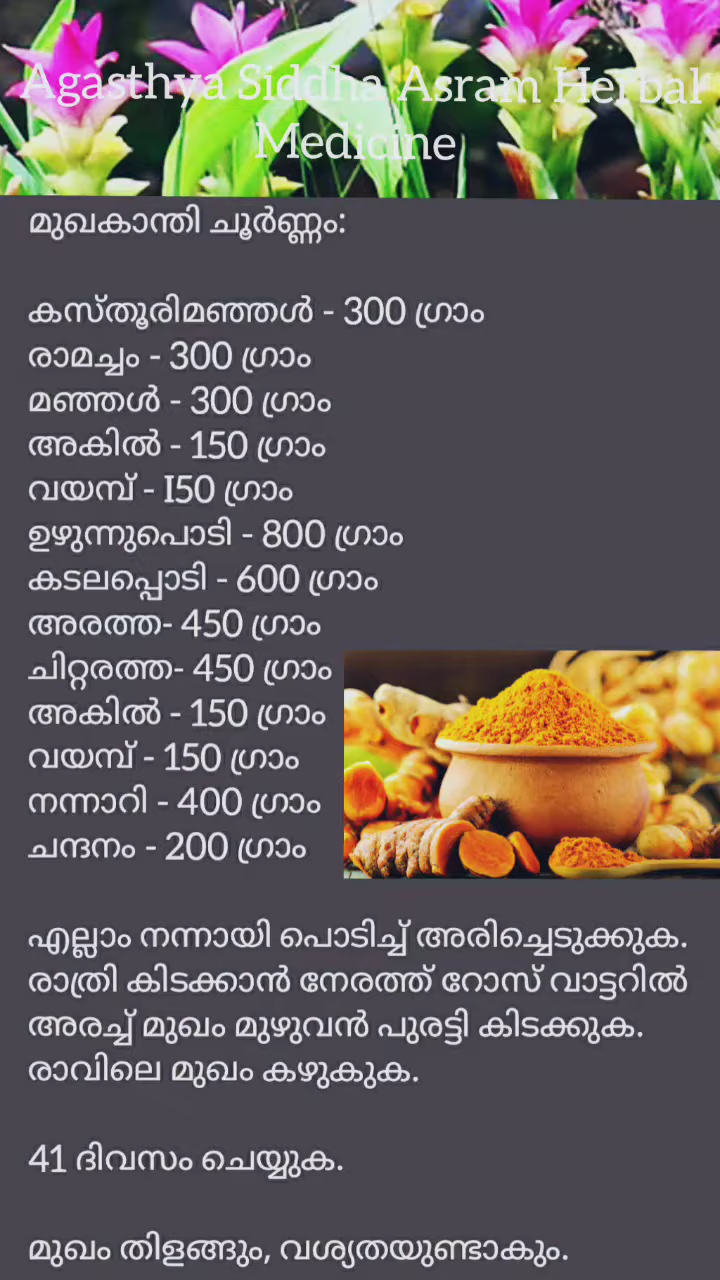 Agasthya Siddha Asram Herbal
Medicine
മുഖകാന്തി ചൂർണ്ണം:
കസ്തൂരിമഞ്ഞൾ - 300 ഗ്രാം
രാമച്ചം - 300 ഗ്രാം
മഞ്ഞൾ - 300 ഗ്രാം
അകിൽ - 150 ഗ്രാം
വയമ്പ് - I50 ഗ്രാം
ഉഴുന്നുപൊടി - 800 ഗ്രാം
കടലപ്പൊടി - 600 ഗ്രാം
അരത്ത- 450 ഗ്രാം
ചിറ്റരത്ത- 450 ഗ്രാം
അകിൽ - 150 ഗ്രാം
വയമ്പ് - 150 ഗ്രാം
നന്നാറി - 400 ഗ്രാം
ചന്ദനം - 200 ഗ്രാം
എല്ലാം നന്നായി പൊടിച്ച് അരിച്ചെടുക്കുക.
രാത്രി കിടക്കാൻ നേരത്ത് റോസ് വാട്ടറിൽ
അരച്ച് മുഖം മുഴുവൻ പുരട്ടി കിടക്കുക.
രാവിലെ മുഖം കഴുകുക.
41 ദിവസം ചെയ്യുക.
മുഖം തിളങ്ങും, വശ്യതയുണ്ടാകും.